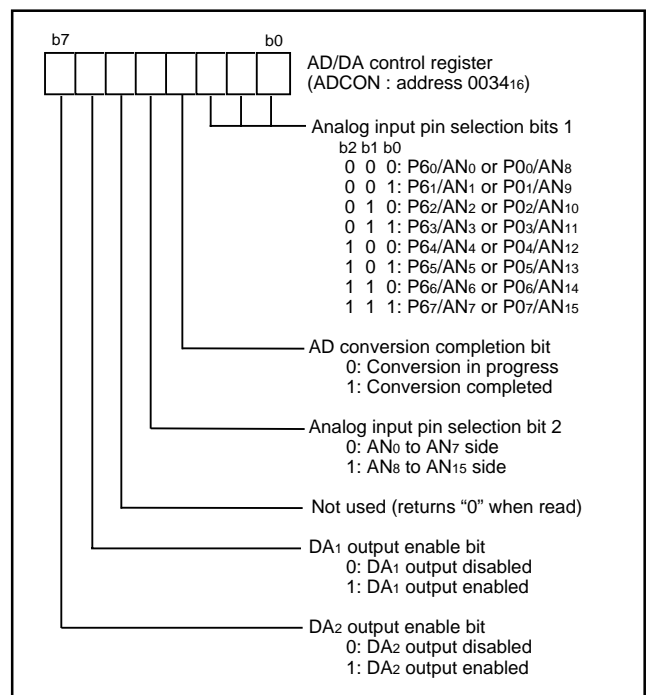 b7 b0
AD/DA control register
(ADCON : address 003416)
Analog input pin selection bits 1
b2 b1 b0
0 0 0: P60/AN0 or P00/AN8
0 0 1: P61/AN1 or P01/AN9
0 1 0: P62/AN2 or P02/AN10
0 1 1: P63/AN3 or P03/AN11
1 0 0: P64/AN4 or P04/AN12
1 0 1: P65/AN5 or P05/AN13
1 1 0: P66/AN6 or P06/AN14
1 1 1: P67/AN7 or P07/AN15
AD conversion completion bit
0: Conversion in progress
1: Conversion completed
Analog input pin selection bit 2
0: AN0 to AN7 side
1: AN8 to AN15 side
Not used (returns “0” when read)
DA1 output enable bit
0: DA1 output disabled
1: DA1 output enabled
DA2 output enable bit
0: DA2 output disabled
1: DA2 output enabled